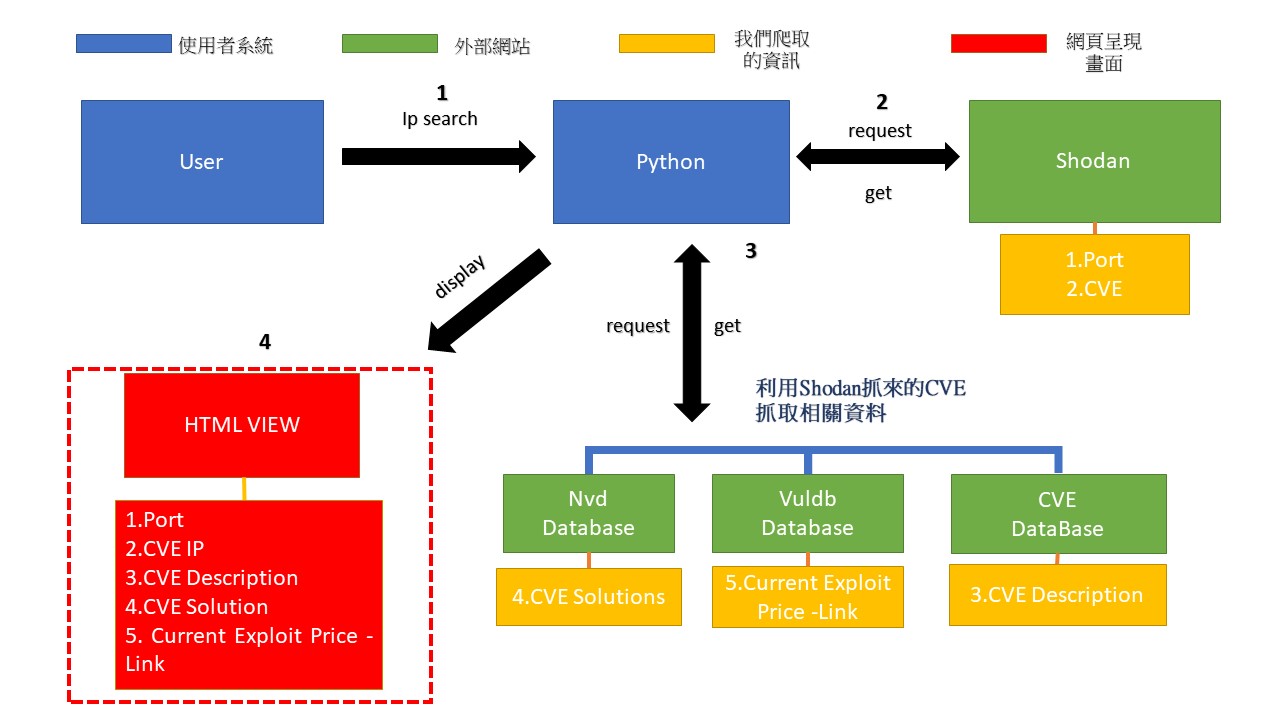 使用者系統
外部網站
我們爬取
的資訊
網頁呈現
畫面
1
Ip search
2
request
get
User
Python
Shodan
1.Port
2.CVE
display
3
request
get
4
利用Shodan抓來的CVE
抓取相關資料
HTML VIEW
1.Port
2.CVE IP
3.CVE Description
4.CVE Solution
5. Current Exploit Price -
Link
Nvd
Database
4.CVE Solutions
Vuldb
Database
5.Current Exploit
Price -Link
CVE
DataBase
3.CVE Description